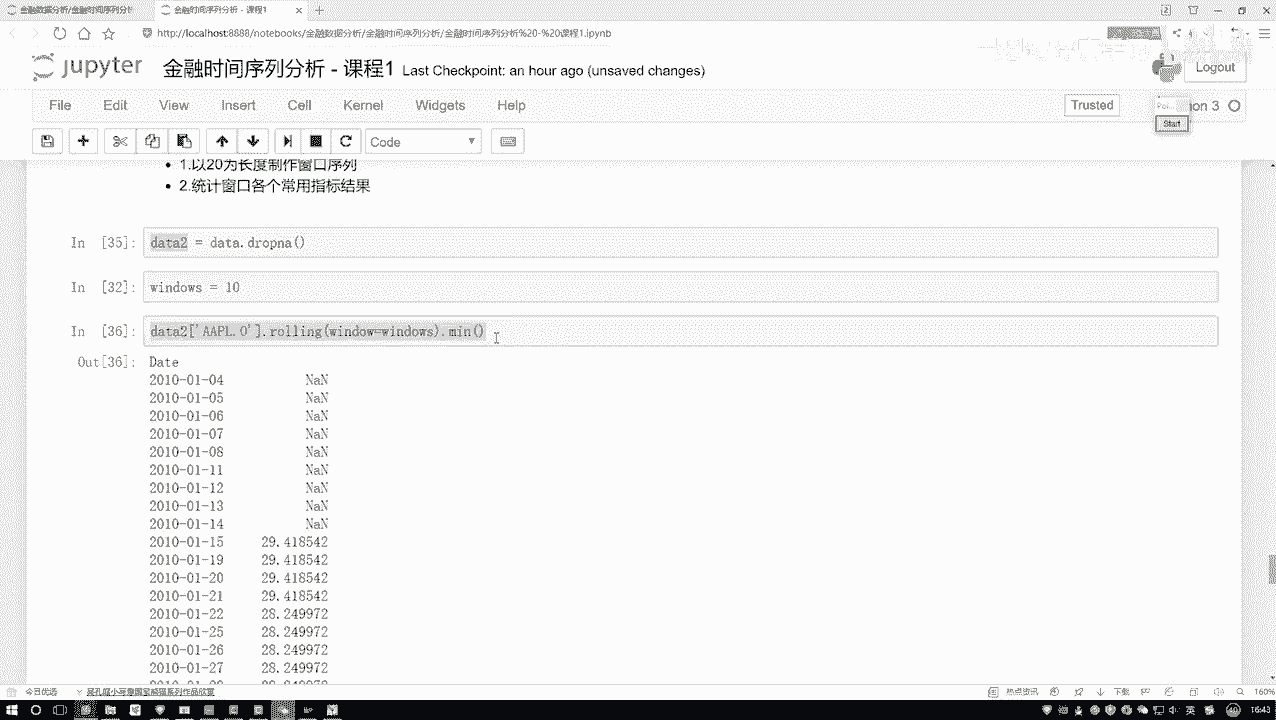 金融数据分析/金融时间序列分析
金融时间序列分析 - 课程1
http://localhost:8888/notebooks/金融数据分析/金融时间序列分析/金融时间序列分析%20-%20课程1.ipynb
jupyter 金融时间序列分析 - 课程1 Last Checkpoint: an hour ago (unsaved changes)
Logout
File Edit View Insert Cell Kernel Widgets Help
Trusted
on 3
Start
Code
1.以20为长度制作窗口序列
2.统计窗口各个常用指标结果
In [35]: data2 = data.dropna()
In [32]: windows = 10
In [36]: data2['AAPL.O'].rolling(window=windows).min()
Out[36]: Date
2010-01-04 NaN
2010-01-05 NaN
2010-01-06 NaN
2010-01-07 NaN
2010-01-08 NaN
2010-01-11 NaN
2010-01-12 NaN
2010-01-13 NaN
2010-01-14 NaN
2010-01-15 29.418542
2010-01-19 29.418542
2010-01-20 29.418542
2010-01-21 29.418542
2010-01-22 28.249972
2010-01-25 28.249972
2010-01-26 28.249972
2010-01-27 28.249972
今日优选
热点资讯
下载
160%
英
16:43